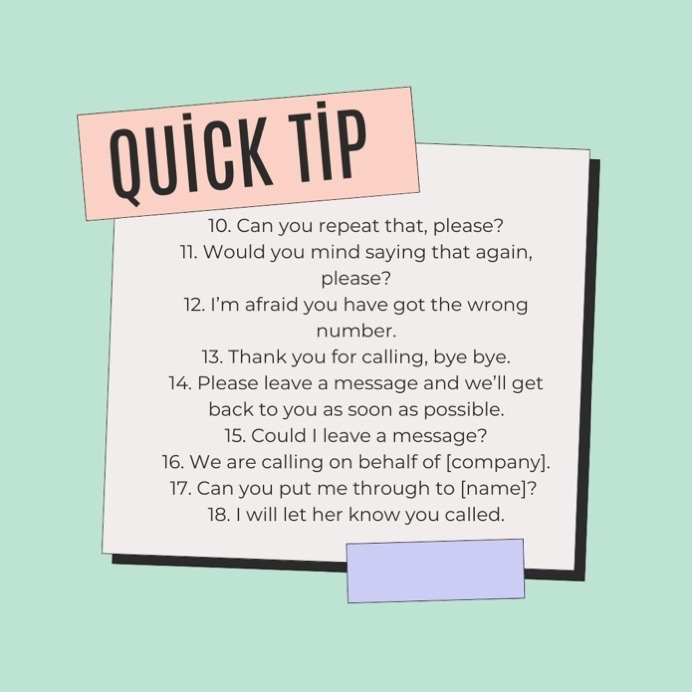 QUİCK TİP
10. Can you repeat that, please?
11. Would you mind saying that again,
please?
12. I’m afraid you have got the wrong
number.
13. Thank you for calling, bye bye.
14. Please leave a message and we’ll get
back to you as soon as possible.
15. Could I leave a message?
16. We are calling on behalf of [company].
17. Can you put me through to [name]?
18. I will let her know you called.